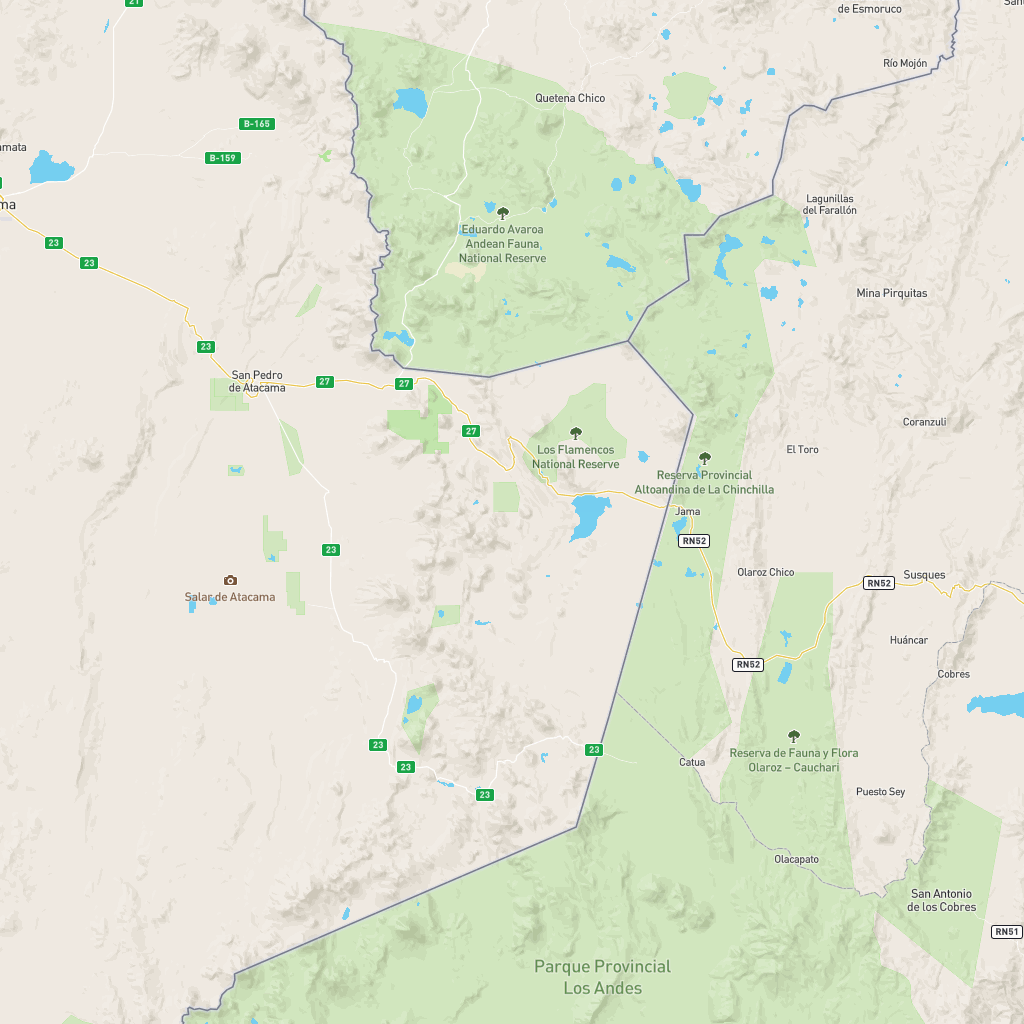 21
de Esmoruco
Río Mojón
Quetena Chico
B-165
B-159
amata
ma
23
23
Lagunillas
del Farallón
Eduardo Avaroa
Andean Fauna
National Reserve
Mina Pirquitas
23
San Pedro
de Atacama
27
27
27
Coranzuli
El Toro
Los Flamencos
National Reserve
Reserva Provincial
Altoandina de La Chinchilla
Jama
RN52
23
Olaroz Chico
Susques
RN52
Salar de Atacama
Huáncar
RN52
Cobres
23
23
23
23
Reserva de Fauna y Flora
Olaroz – Cauchari
Catua
Puesto Sey
Olacapato
San Antonio
de los Cobres
RN51
Parque Provincial
Los Andes